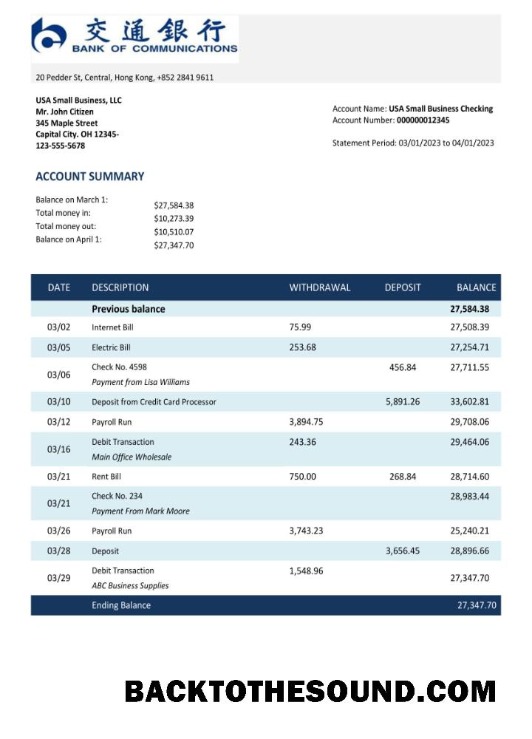 交通銀行
BANK OF COMMUNICATIONS
20 Pedder St, Central, Hong Kong, +852 2841 9611
USA Small Business, LLC
Mr. John Citizen
345 Maple Street
Capital City. OH 12345-
123-555-5678
Account Name: USA Small Business Checking
Account Number: 000000012345
Statement Period: 03/01/2023 to 04/01/2023
ACCOUNT SUMMARY
Balance on March 1: $27,584.38
Total money in: $10,273.39
Total money out: $10,510.07
Balance on April 1: $27,347.70
DATE DESCRIPTION WITHDRAWAL DEPOSIT BALANCE
Previous balance 27,584.38
03/02 Internet Bill 75.99 27,508.39
03/05 Electric Bill 253.68 27,254.71
03/06 Check No. 4598 456.84 27,711.55
Payment from Lisa Williams
03/10 Deposit from Credit Card Processor 5,891.26 33,602.81
03/12 Payroll Run 3,894.75 29,708.06
03/16 Debit Transaction 243.36 29,464.06
Main Office Wholesale
03/21 Rent Bill 750.00 268.84 28,714.60
03/21 Check No. 234 28,983.44
Payment From Mark Moore
03/26 Payroll Run 3,743.23 25,240.21
03/28 Deposit 3,656.45 28,896.66
03/29 Debit Transaction 1,548.96 27,347.70
ABC Business Supplies
Ending Balance 27,347.70
BACKTOTHESOUND.COM